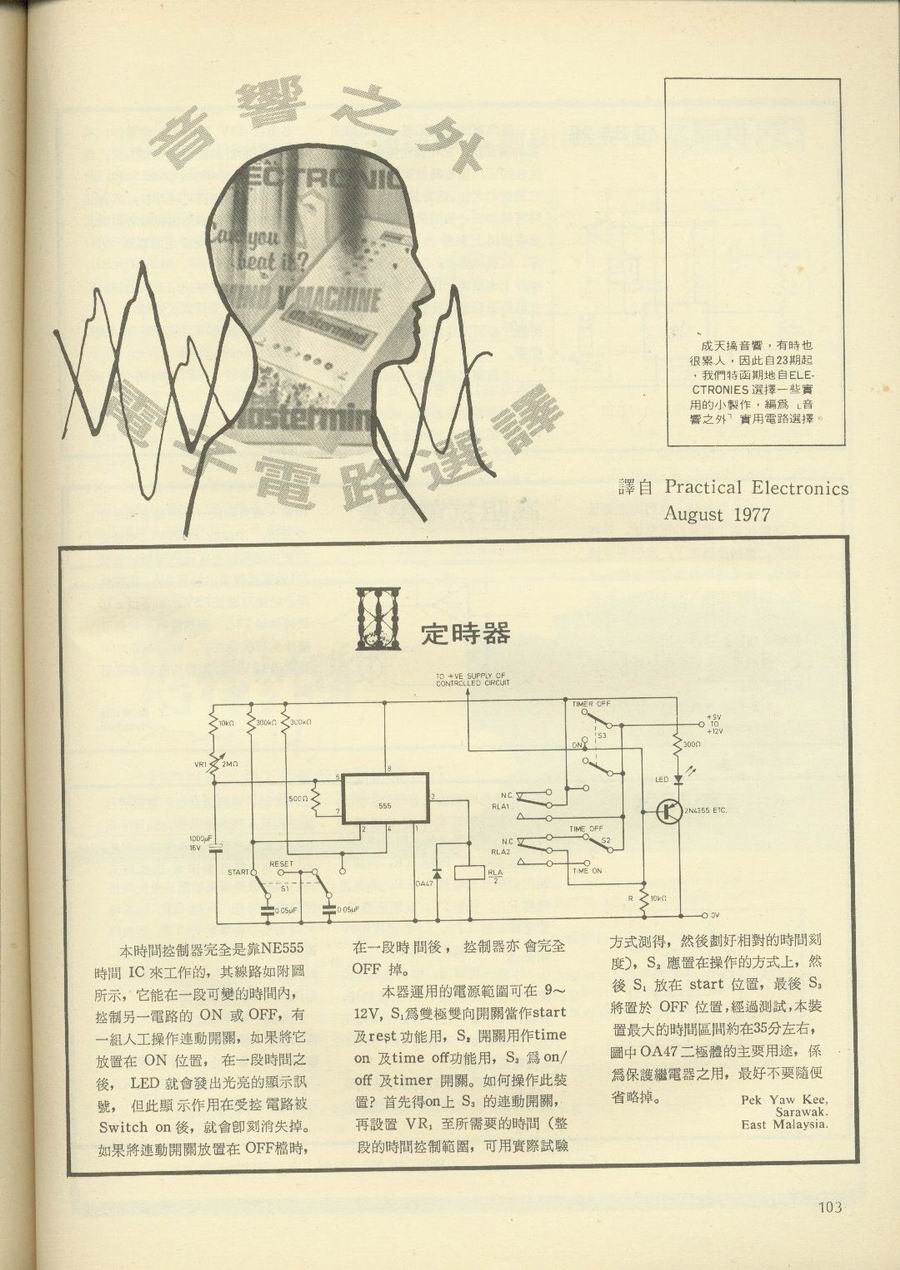 音響之外
ECTRONIC
Can you
beat it?
MIND V MACHINE
mastermind
mastermin
電子電路選譯
成天搞音響,有時也
很累人,因此自23期起
,我們特函期地自ELE-
CTRONIES選擇一些實
用的小製作,編爲「音
響之外」實用電路選擇。
譯自 Practical Electronics
August 1977
定時器
TO +VE SUPPLY OF
CONTROLLED CIRCUIT
TIMER OFF
10kΩ
300kΩ
300kΩ
S3
+9V
TO
+12V
ON
300Ω
VR1
2MΩ
8
5
LED
500Ω
555
3
N.C.
RLA1
2N4355 ETC.
7
2
4
1
TIME OFF
1000µF
16V
N.C
RLA2
S2
START
RESET
S1
OA47
RLA
2
TIME ON
R
10kΩ
0·05µF
0·05µF
0V
本時間控制器完全是靠NE555
時間 IC 來工作的,其線路如附圖
所示,它能在一段可變的時間內,
控制另一電路的 ON 或 OFF,有
一組人工操作連動開關,如果將它
放置在 ON 位置,在一段時間之
後, LED 就會發出光亮的顯示訊
號, 但此顯示作用在受控電路被
Switch on 後,就會卽刻消失掉。
如果將連動開關放置在 OFF檔時,
在一段時間後,控制器亦會完全
OFF 掉。
本器運用的電源範圍可在 9～
12V, S₁爲雙極雙向開關當作start
及rest 功能用, S₂ 開關用作time
on 及time off功能用, S₃ 爲 on/
off 及timer 開關。如何操作此裝
置? 首先得on上 S₃ 的連動開關,
再設置 VR₁ 至所需要的時間 (整
段的時間控制範圍,可用實際試驗
方式測得,然後劃好相對的時間刻
度), S₂ 應置在操作的方式上,然
後 S₁ 放在 start 位置,最後 S₃
將置於 OFF 位置,經過測試,本裝
置最大的時間區間約在35分左右,
圖中OA47二極體的主要用途,係
爲保護繼電器之用,最好不要隨便
省略掉。
Pek Yaw Kee,
Sarawak.
East Malaysia.
103